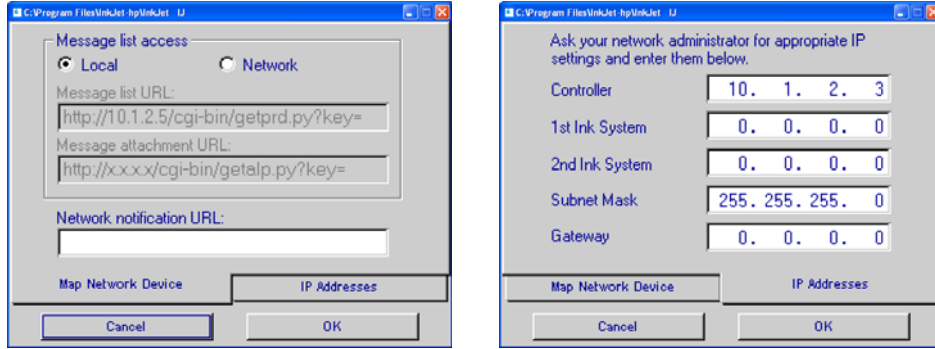 C:\Program Files\InkJet-hp\InkJet IJ
Message list access
Local Network
Message list URL:
http://10.1.2.5/cgi-bin/getprd.py?key=
Message attachment URL:
http://x.x.x.x/cgi-bin/getalp.py?key=
Network notification URL:
Map Network Device IP Addresses
Cancel OK
C:\Program Files\InkJet-hp\InkJet IJ
Ask your network administrator for appropriate IP
settings and enter them below.
Controller 10. 1. 2. 3
1st Ink System 0. 0. 0. 0
2nd Ink System 0. 0. 0. 0
Subnet Mask 255. 255. 255. 0
Gateway 0. 0. 0. 0
Map Network Device IP Addresses
Cancel OK